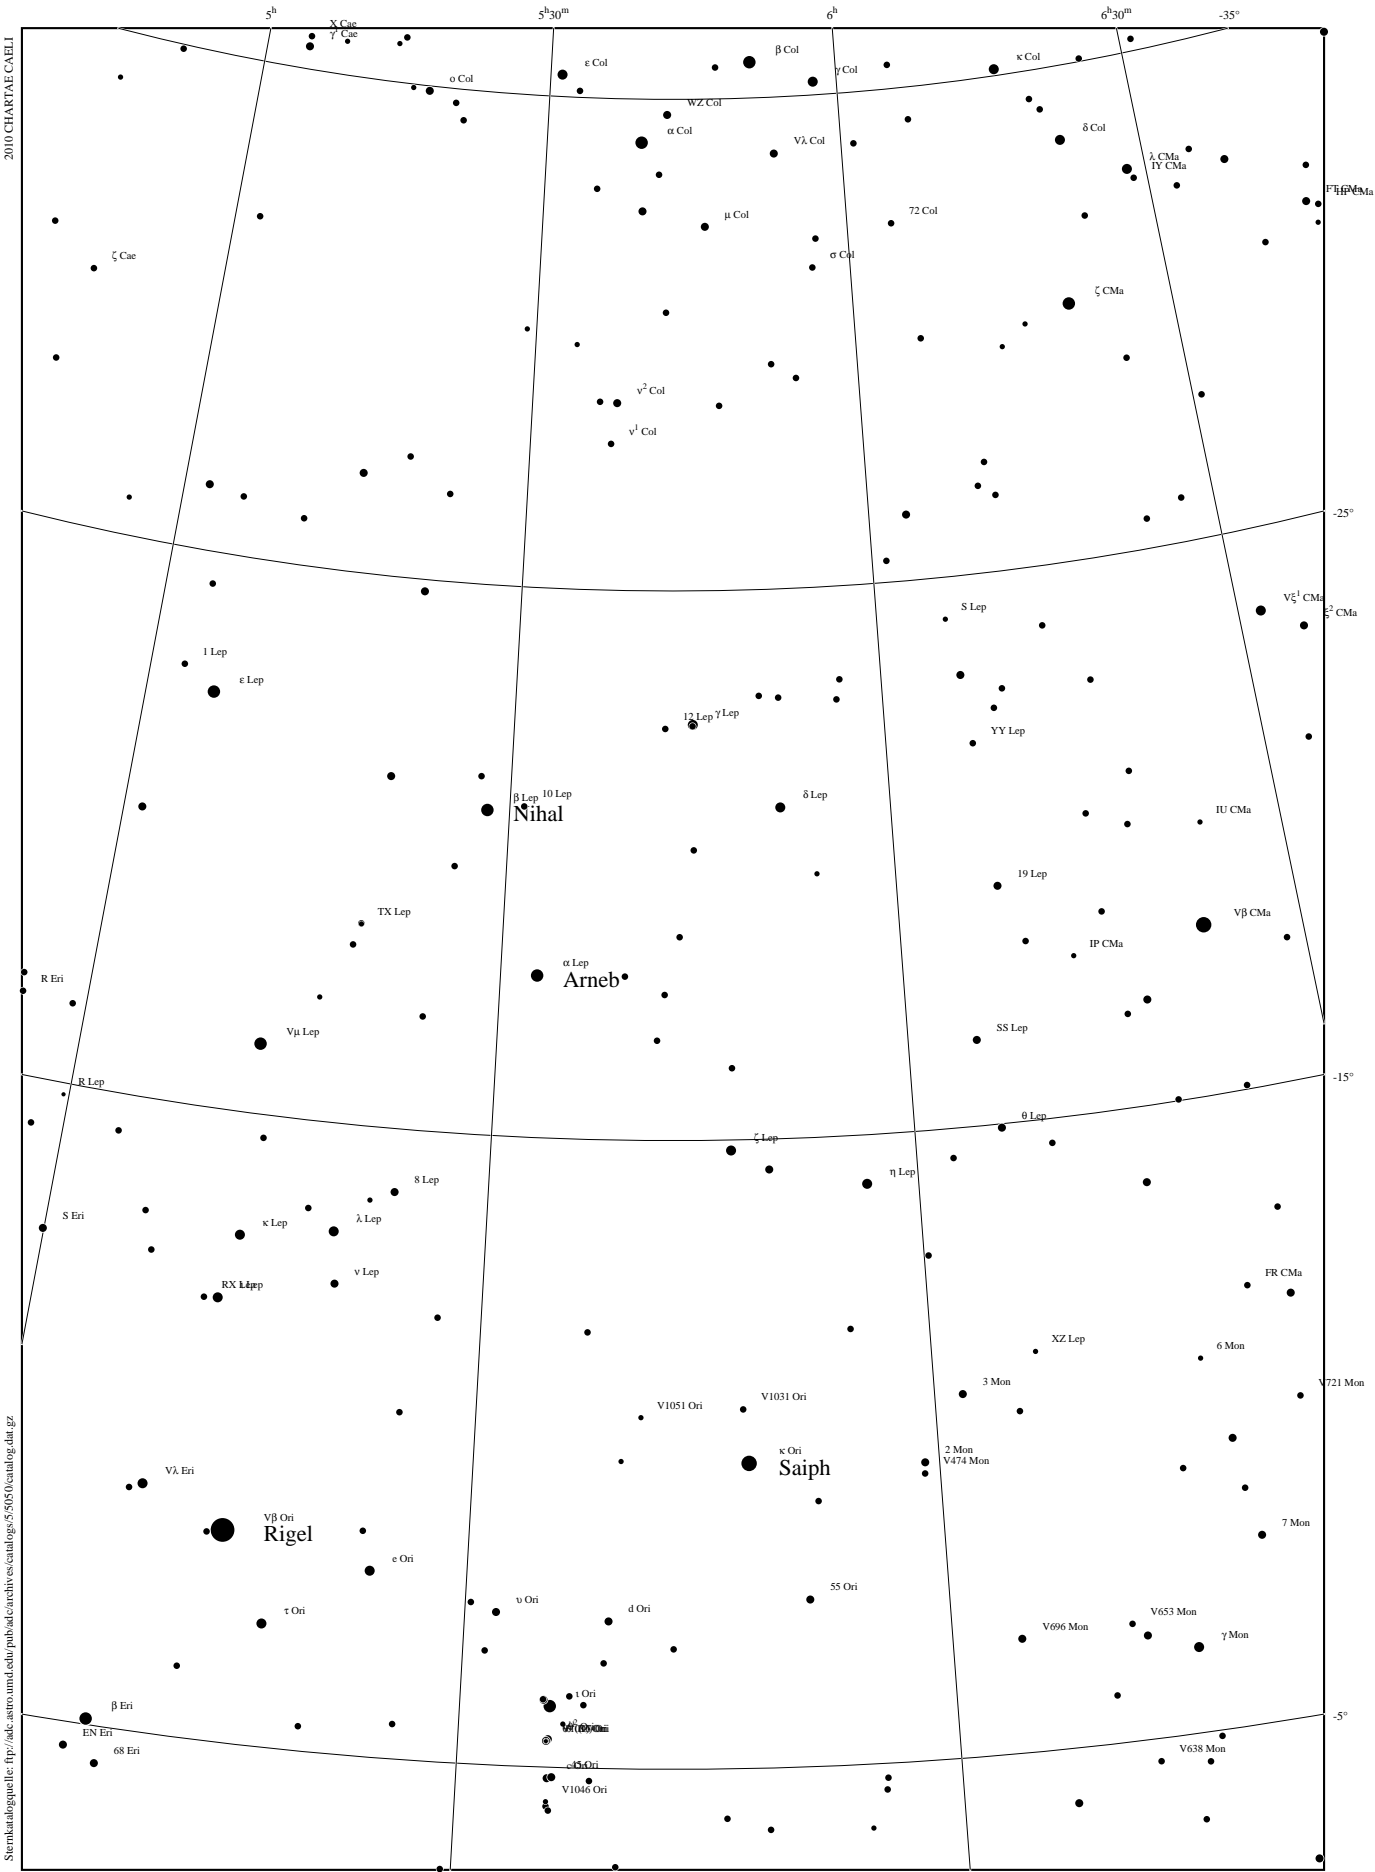 5h
5h30m
6h
6h30m
-35°
2010 CHARTAE CAELI
X Cae
γ1 Cae
β Col
κ Col
ε Col
γ Col
ο Col
WZ Col
δ Col
α Col
Vλ Col
λ CMa
IY CMa
FT CMa
μ Col
72 Col
ζ Cae
σ Col
ζ CMa
ν2 Col
ν1 Col
-25°
Vξ1 CMa
ξ2 CMa
S Lep
1 Lep
ε Lep
12 Lep
γ Lep
YY Lep
β Lep
10 Lep
Nihal
δ Lep
IU CMa
19 Lep
TX Lep
Vβ CMa
IP CMa
α Lep
Arneb
R Eri
Vμ Lep
SS Lep
R Lep
-15°
θ Lep
ζ Lep
η Lep
8 Lep
S Eri
κ Lep
λ Lep
ν Lep
RX Lep
FR CMa
XZ Lep
6 Mon
3 Mon
V721 Mon
V1051 Ori
V1031 Ori
κ Ori
Saiph
2 Mon
V474 Mon
Vλ Eri
Vβ Ori
Rigel
7 Mon
e Ori
55 Ori
υ Ori
d Ori
τ Ori
V653 Mon
V696 Mon
γ Mon
ι Ori
β Eri
-5°
EN Eri
68 Eri
V638 Mon
45 Ori
V1046 Ori
Sternkatalogquelle: ftp://adc.astro.umd.edu/pub/adc/archives/catalogs/5/5050/catalog.dat.gz